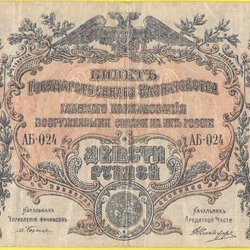 БИЛЕТЪ
ГОСУДАРСТВЕННАГО КАЗНАЧЕЙСТВА
ГЛАВНАГО КОМАНДОВАНІЯ
ВООРУЖЕННЫМИ СИЛАМИ НА ЮГѢ РОССІИ
АБ-024 АБ-024
ДВѢСТИ
РУБЛЕЙ
НАЧАЛЬНИКЪ УПРАВЛЕНІЯ ФИНАНСОВЪ
НАЧАЛЬНИКЪ КРЕДИТНОЙ ЧАСТИ